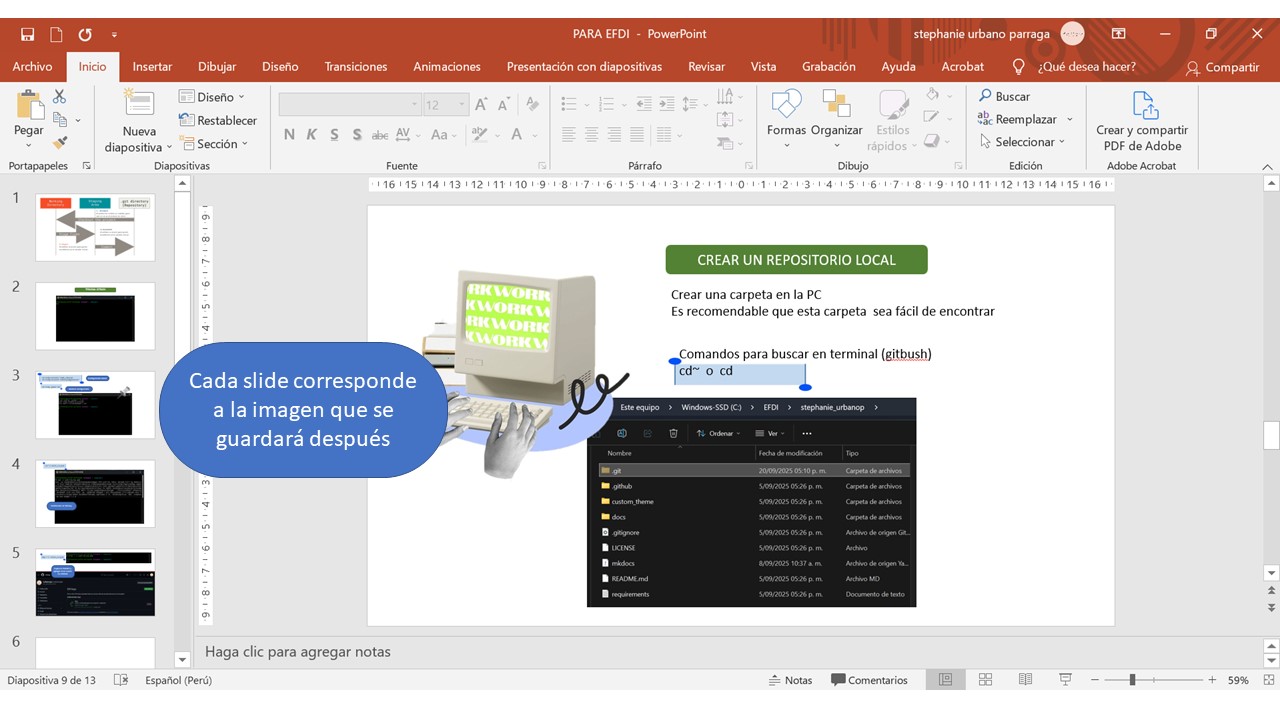 PARA EFDI - PowerPoint
stephanie urbano parraga
Archivo Inicio Insertar Dibujar Diseño Transiciones Animaciones Presentación con diapositivas Revisar Vista Grabación Ayuda Acrobat ¿Qué desea hacer? Compartir
Pegar
Nueva
diapositiva
Diseño
Restablecer
Sección
12
N K S S abc AV Aa A
Formas Organizar Estilos
rápidos
Buscar
Reemplazar
Seleccionar
Crear y compartir
PDF de Adobe
Portapapeles Diapositivas Fuente Párrafo Dibujo Edición Adobe Acrobat
16 15 14 13 12 11 10 9 8 7 6 5 4 3 2 1 0 1 2 3 4 5 6 7 8 9 10 11 12 13 14 15 16
1
2
3
4
5
6
CREAR UN REPOSITORIO LOCAL
Crear una carpeta en la PC
Es recomendable que esta carpeta  sea fácil de encontrar
Comandos para buscar en terminal (gitbush)
cd~  o  cd
RK WORK
KWORKW
RKWORK
KWORKW
Cada slide corresponde
a la imagen que se
guardará después
Este equipo > Windows-SSD (C:) > EFDI > stephanie_urbanop >
Ordenar Ver ...
Nombre Fecha de modificación Tipo
.git 20/09/2025 05:10 p. m. Carpeta de archivos
.github 5/09/2025 05:26 p. m. Carpeta de archivos
custom_theme 5/09/2025 05:26 p. m. Carpeta de archivos
docs 5/09/2025 05:26 p. m. Carpeta de archivos
.gitignore 5/09/2025 05:26 p. m. Archivo de origen Git...
LICENSE 5/09/2025 05:26 p. m. Archivo
mkdocs 8/09/2025 10:37 a. m. Archivo de origen Ya...
README.md 5/09/2025 05:26 p. m. Archivo MD
requirements 5/09/2025 05:26 p. m. Documento de texto
Haga clic para agregar notas
Diapositiva 9 de 13 Español (Perú) Notas Comentarios 59%